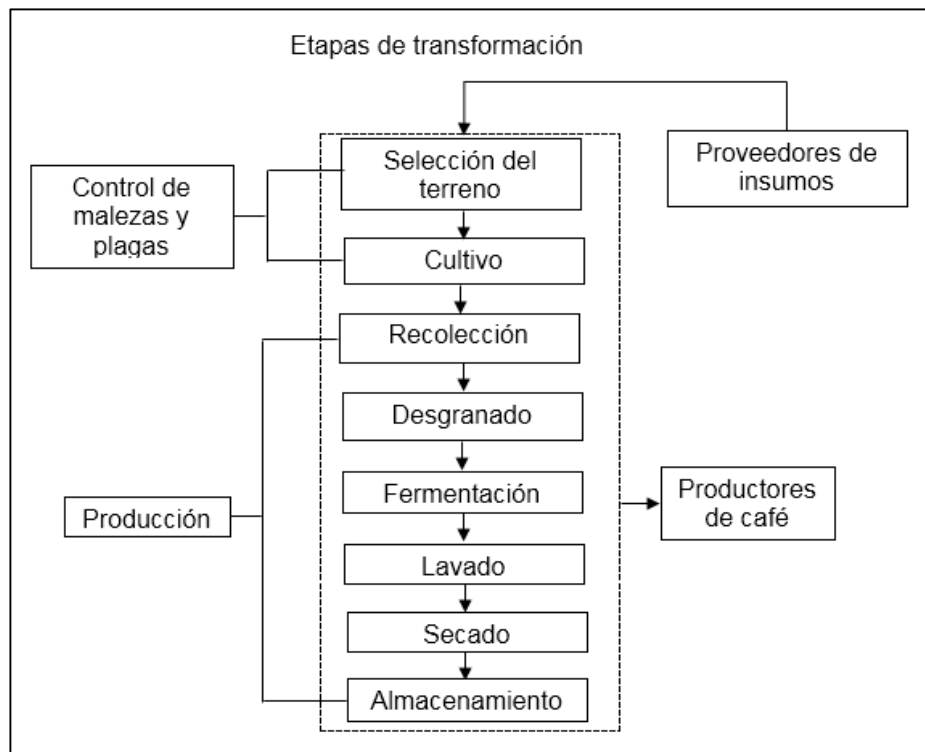 Etapas de transformación
Selección del
terreno
Proveedores de
insumos
Control de
malezas y
plagas
Cultivo
Recolección
Desgranado
Fermentación
Productores
de café
Producción
Lavado
Secado
Almacenamiento